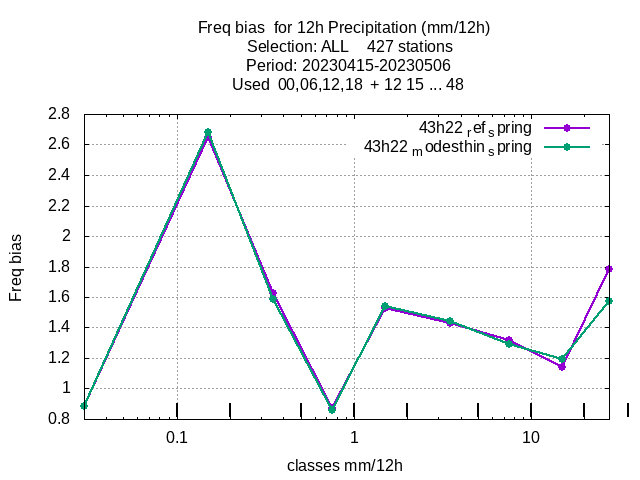 Freq bias  for 12h Precipitation (mm/12h)
Selection: ALL    427 stations
Period: 20230415-20230506
Used  00,06,12,18  + 12 15 ... 48
2.8
2.6
2.4
2.2
2
1.8
1.6
1.4
1.2
1
0.8
Freq bias
43h22 ref spring
43h22 modesthin spring
0.1 1 10
classes mm/12h